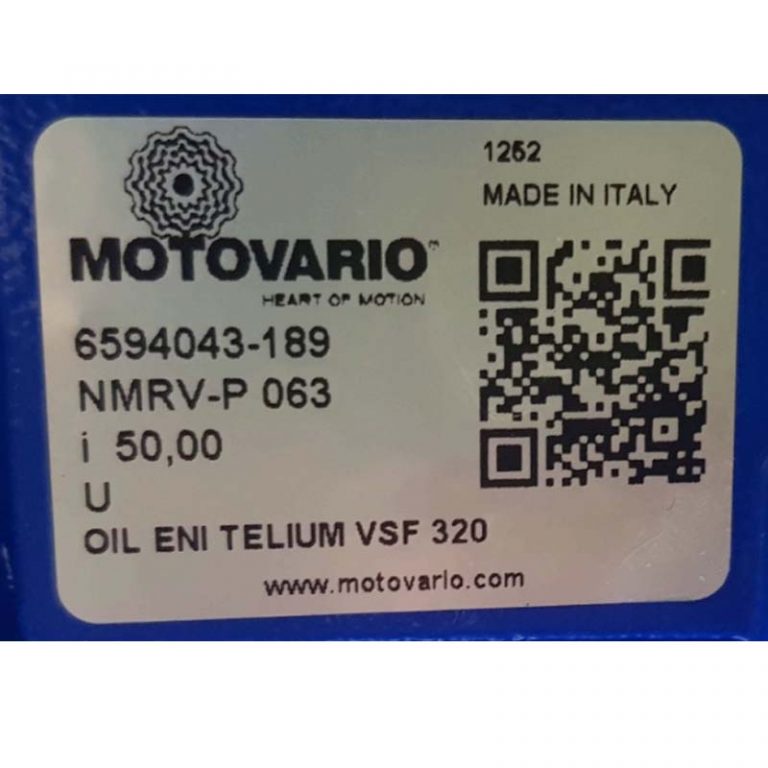 1252
MADE IN ITALY
MOTOVARIO™
HEART OF MOTION
6594043-189
NMRV-P 063
i 50,00
U
OIL ENI TELIUM VSF 320
www.motovario.com